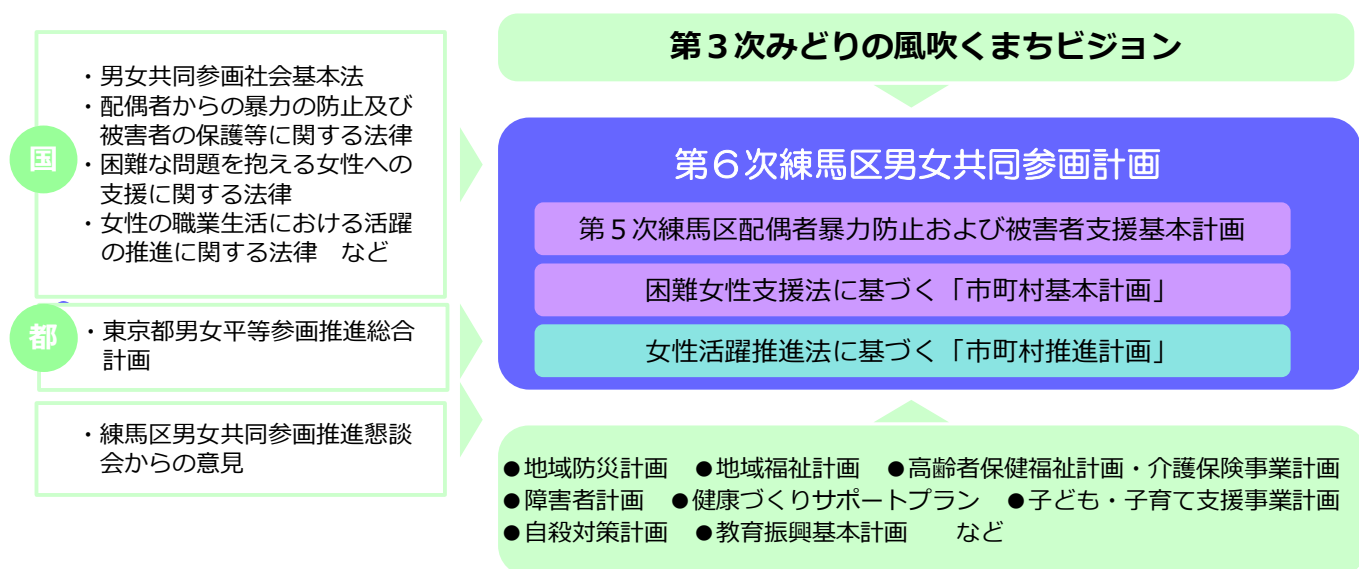 国
・男女共同参画社会基本法
・配偶者からの暴力の防止及び
被害者の保護等に関する法律
・困難な問題を抱える女性への
支援に関する法律
・女性の職業生活における活躍
の推進に関する法律　など
都
・東京都男女平等参画推進総合
計画
・練馬区男女共同参画推進懇談
会からの意見
第３次みどりの風吹くまちビジョン
第６次練馬区男女共同参画計画
第５次練馬区配偶者暴力防止および被害者支援基本計画
困難女性支援法に基づく「市町村基本計画」
女性活躍推進法に基づく「市町村推進計画」
●地域防災計画　●地域福祉計画　●高齢者保健福祉計画・介護保険事業計画
●障害者計画　●健康づくりサポートプラン　●子ども・子育て支援事業計画
●自殺対策計画　●教育振興基本計画　　など